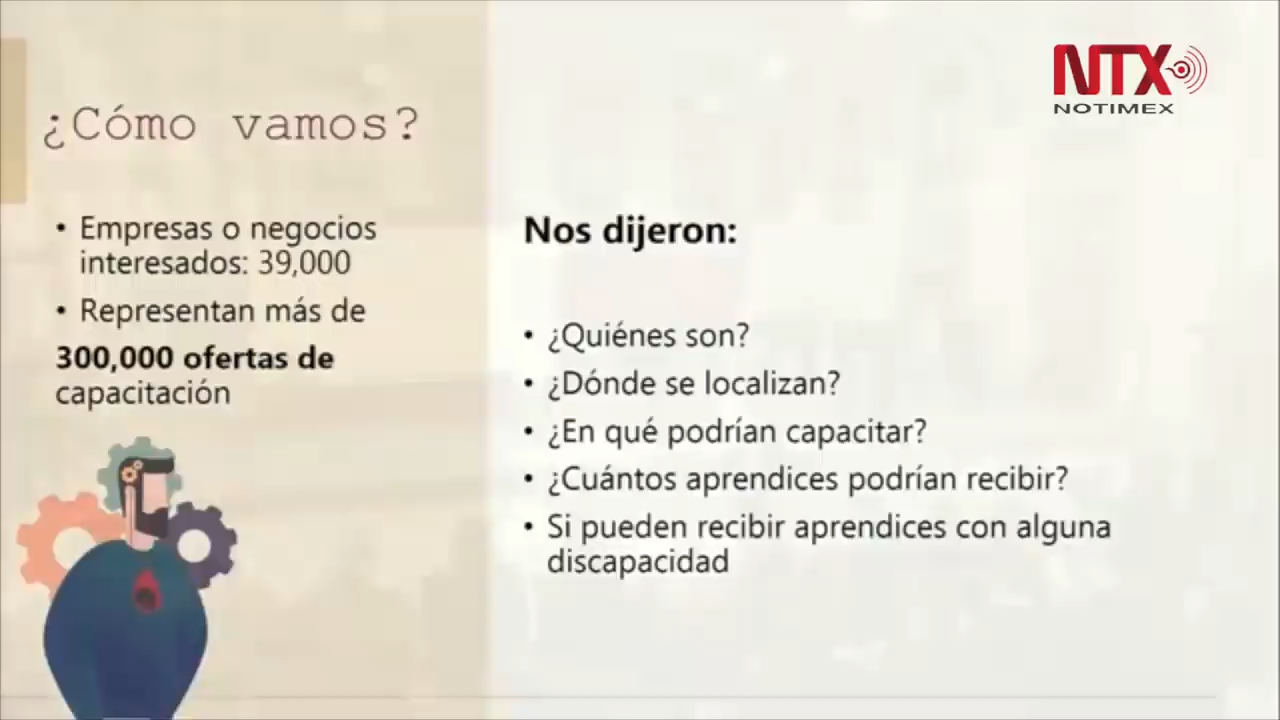 ¿Cómo vamos?
• Empresas o negocios
interesados: 39,000
• Representan más de
300,000 ofertas de
capacitación
NTX
NOTIMEX
Nos dijeron:
• ¿Quiénes son?
• ¿Dónde se localizan?
• ¿En qué podrían capacitar?
• ¿Cuántos aprendices podrían recibir?
• Si pueden recibir aprendices con alguna
discapacidad